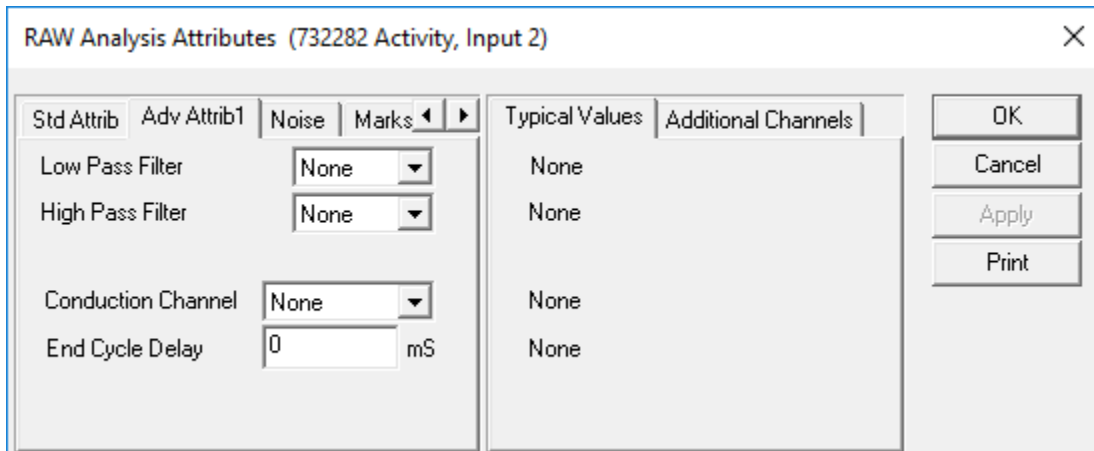 RAW Analysis Attributes (732282 Activity, Input 2)
Std Attrib Adv Attrib1 Noise Marks
Low Pass Filter None
High Pass Filter None
Conduction Channel None
End Cycle Delay 0 mS
Typical Values Additional Channels
None
None
None
None
OK
Cancel
Apply
Print